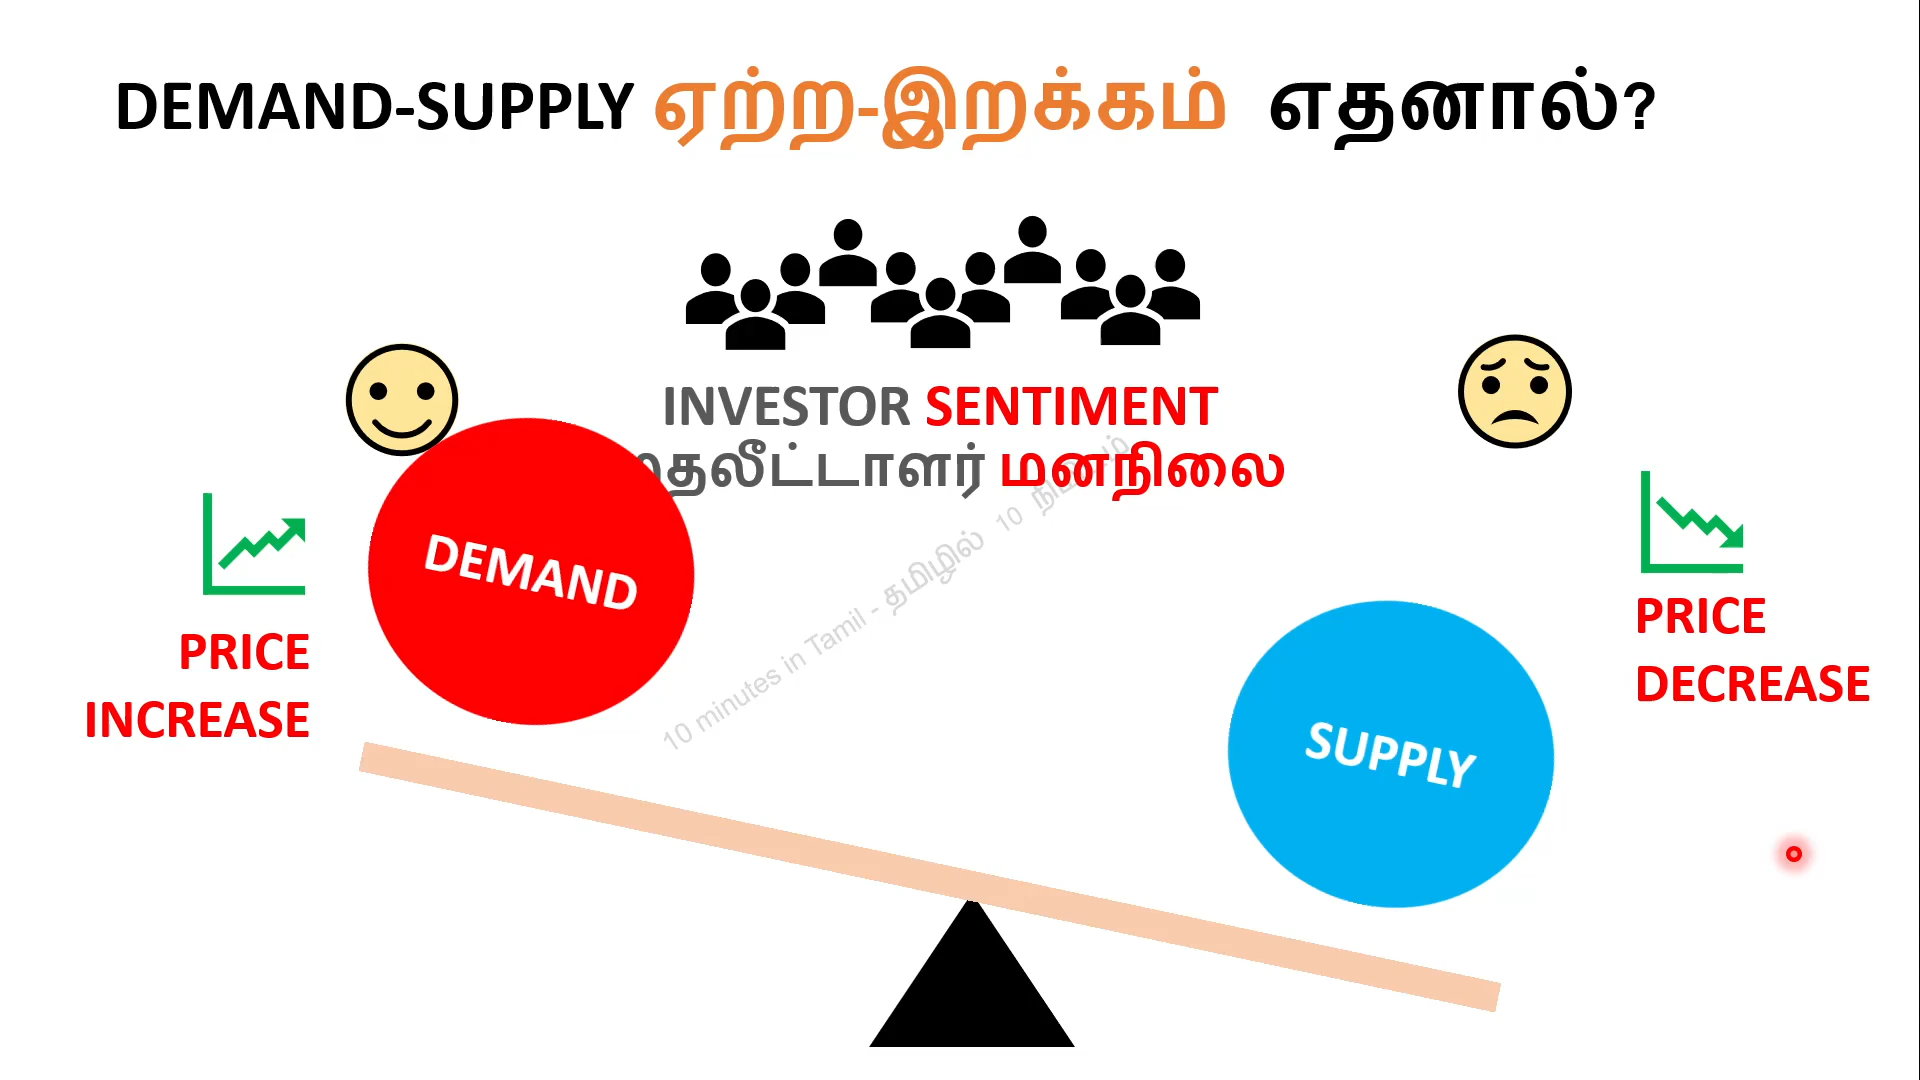 DEMAND-SUPPLY ஏற்ற-இறக்கம் எதனால்?
INVESTOR SENTIMENT
மனநிலை
DEMAND
PRICE
INCREASE
SUPPLY
PRICE
DECREASE
10 minutes in Tamil - தமிழில் 10 நிமிடம்